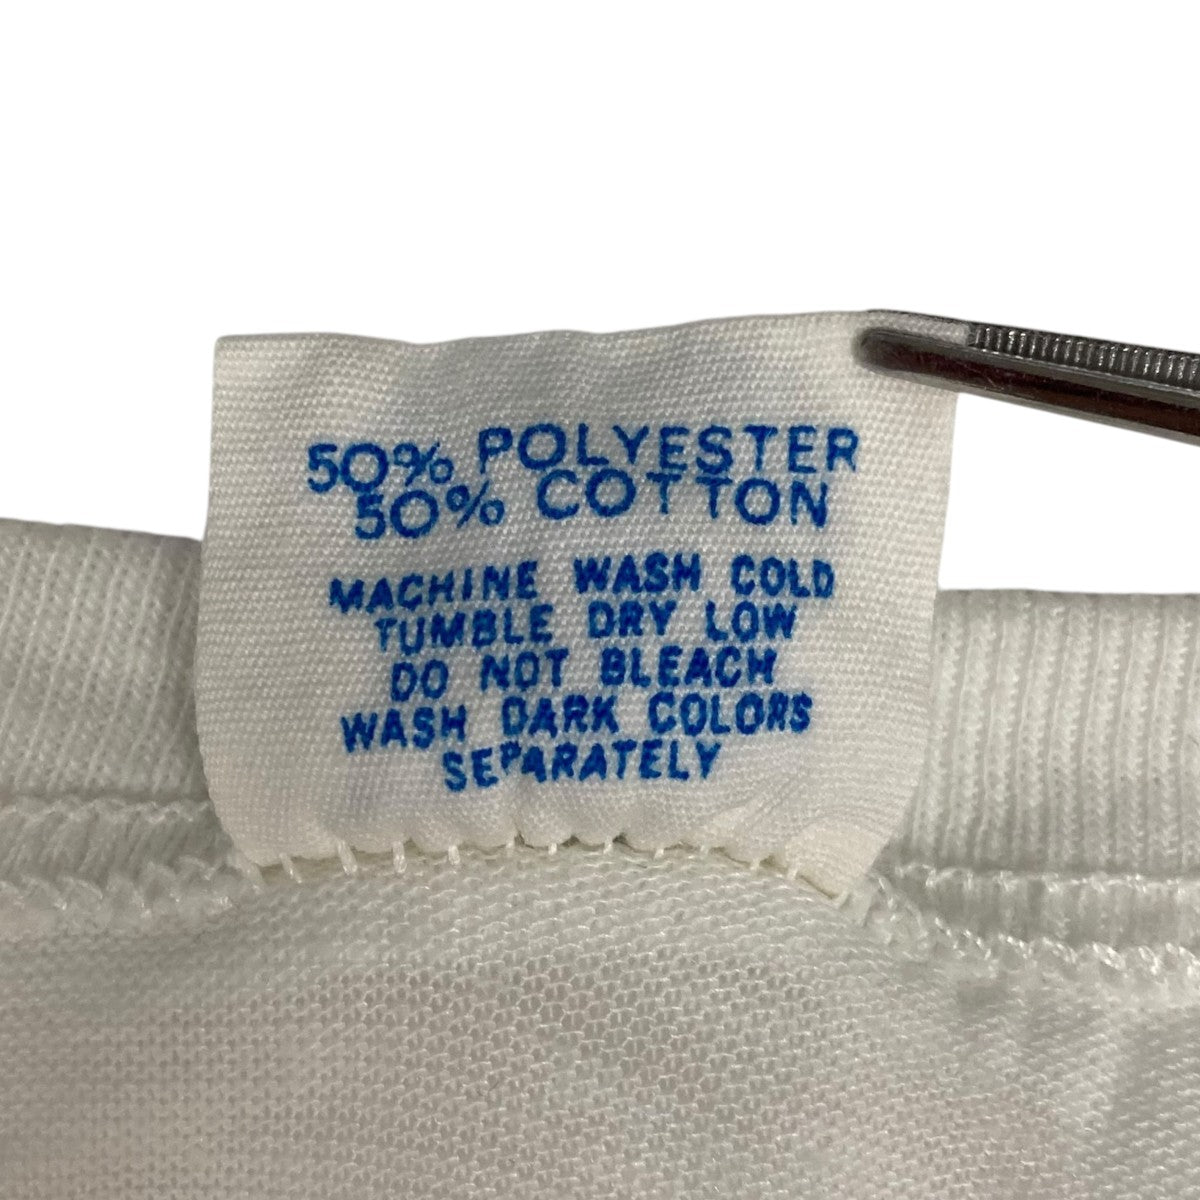 50% POLYESTER
50% COTTON
MACHINE WASH COLD
TUMBLE DRY LOW
DO NOT BLEACH
WASH DARK COLORS
SEPARATELY